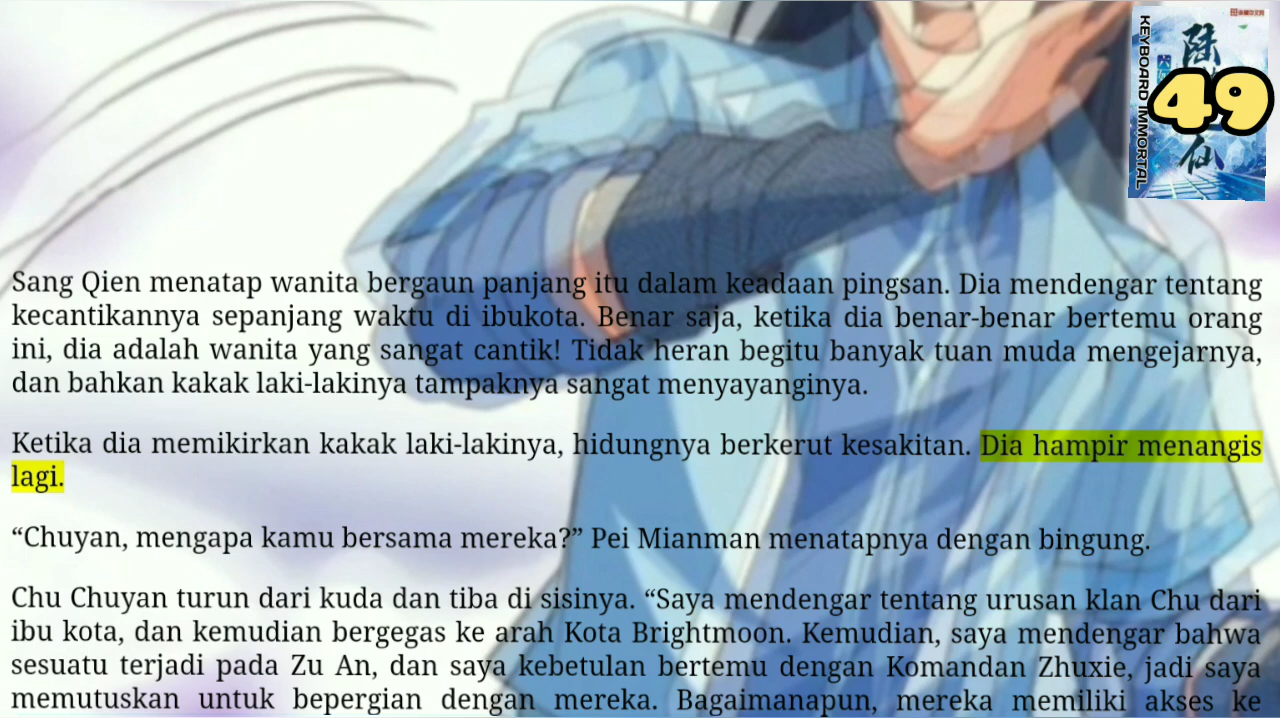 KEYBOARD IMMORTAL
陆
仙
49
Sang Qien menatap wanita bergaun panjang itu dalam keadaan pingsan. Dia mendengar tentang
kecantikannya sepanjang waktu di ibukota. Benar saja, ketika dia benar-benar bertemu orang
ini, dia adalah wanita yang sangat cantik! Tidak heran begitu banyak tuan muda mengejarnya,
dan bahkan kakak laki-lakinya tampaknya sangat menyayanginya.
Ketika dia memikirkan kakak laki-lakinya, hidungnya berkerut kesakitan. Dia hampir menangis
lagi.
“Chuyan, mengapa kamu bersama mereka?” Pei Mianman menatapnya dengan bingung.
Chu Chuyan turun dari kuda dan tiba di sisinya. “Saya mendengar tentang urusan klan Chu dari
ibu kota, dan kemudian bergegas ke arah Kota Brightmoon. Kemudian, saya mendengar bahwa
sesuatu terjadi pada Zu An, dan saya kebetulan bertemu dengan Komandan Zhuxie, jadi saya
memutuskan untuk bepergian dengan mereka. Bagaimanapun, mereka memiliki akses ke